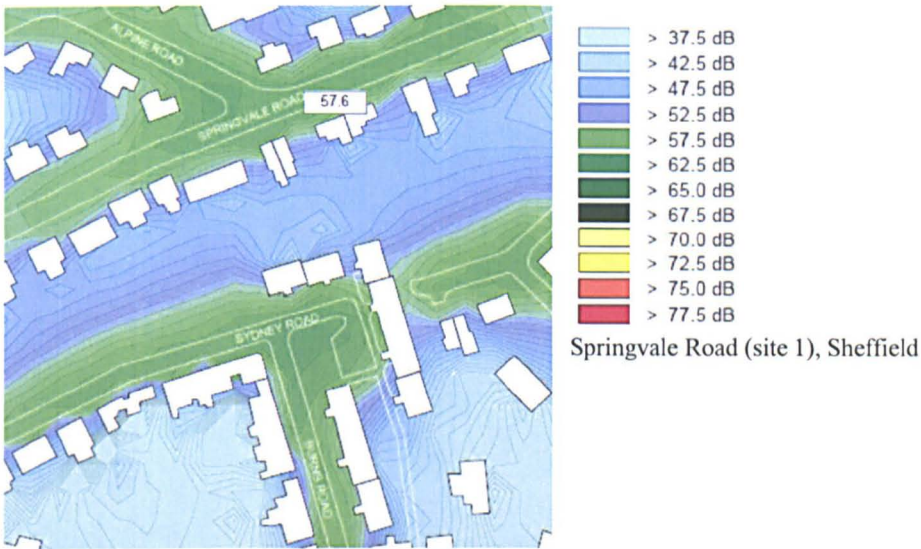 ALPINE ROAD
SPRINGVALE ROAD
57.6
SYDNEY ROAD
BURNS ROAD
> 37.5 dB
> 42.5 dB
> 47.5 dB
> 52.5 dB
> 57.5 dB
> 62.5 dB
> 65.0 dB
> 67.5 dB
> 70.0 dB
> 72.5 dB
> 75.0 dB
> 77.5 dB
Springvale Road (site 1), Sheffield